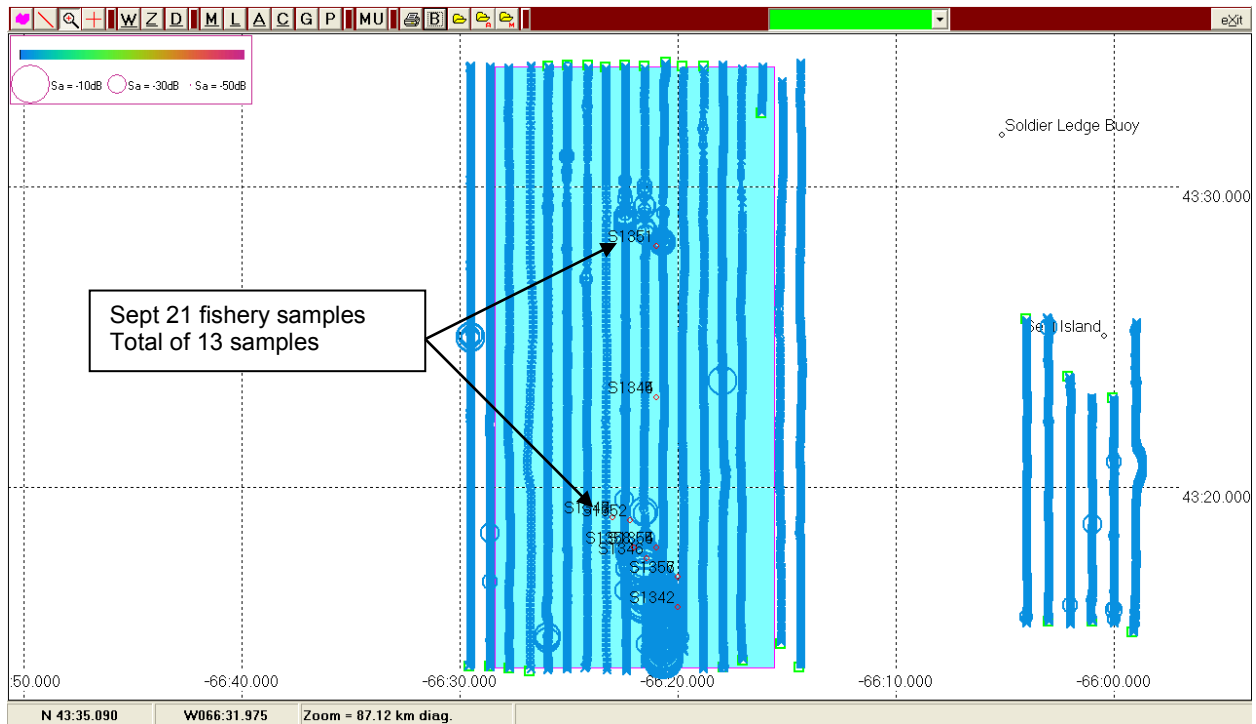 W Z D M L A C G P MU B eXit
Sa = -10dB Sa = -30dB Sa = -50dB
Soldier Ledge Buoy
43:30.000
S1351
Sept 21 fishery samples
Total of 13 samples
Island
43:20.000
S1346
S1342
:50.000 -66:40.000 -66:30.000 -66:20.000 -66:10.000 -66:00.000
N 43:35.090 W066:31.975 Zoom = 87.12 km diag.